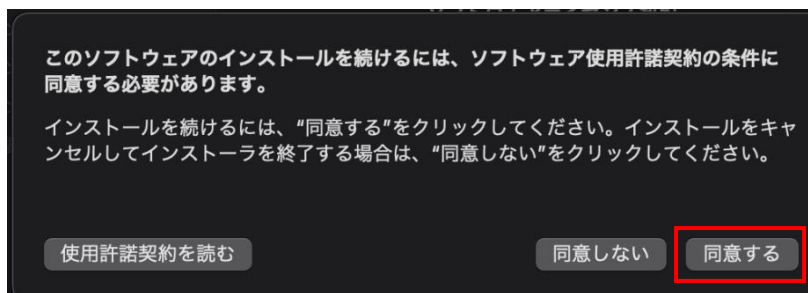 このソフトウェアのインストールを続けるには、ソフトウェア使用許諾契約の条件に
同意する必要があります。
インストールを続けるには、“同意する”をクリックしてください。インストールをキャ
ンセルしてインストーラを終了する場合は、“同意しない”をクリックしてください。
使用許諾契約を読む
同意しない
同意する